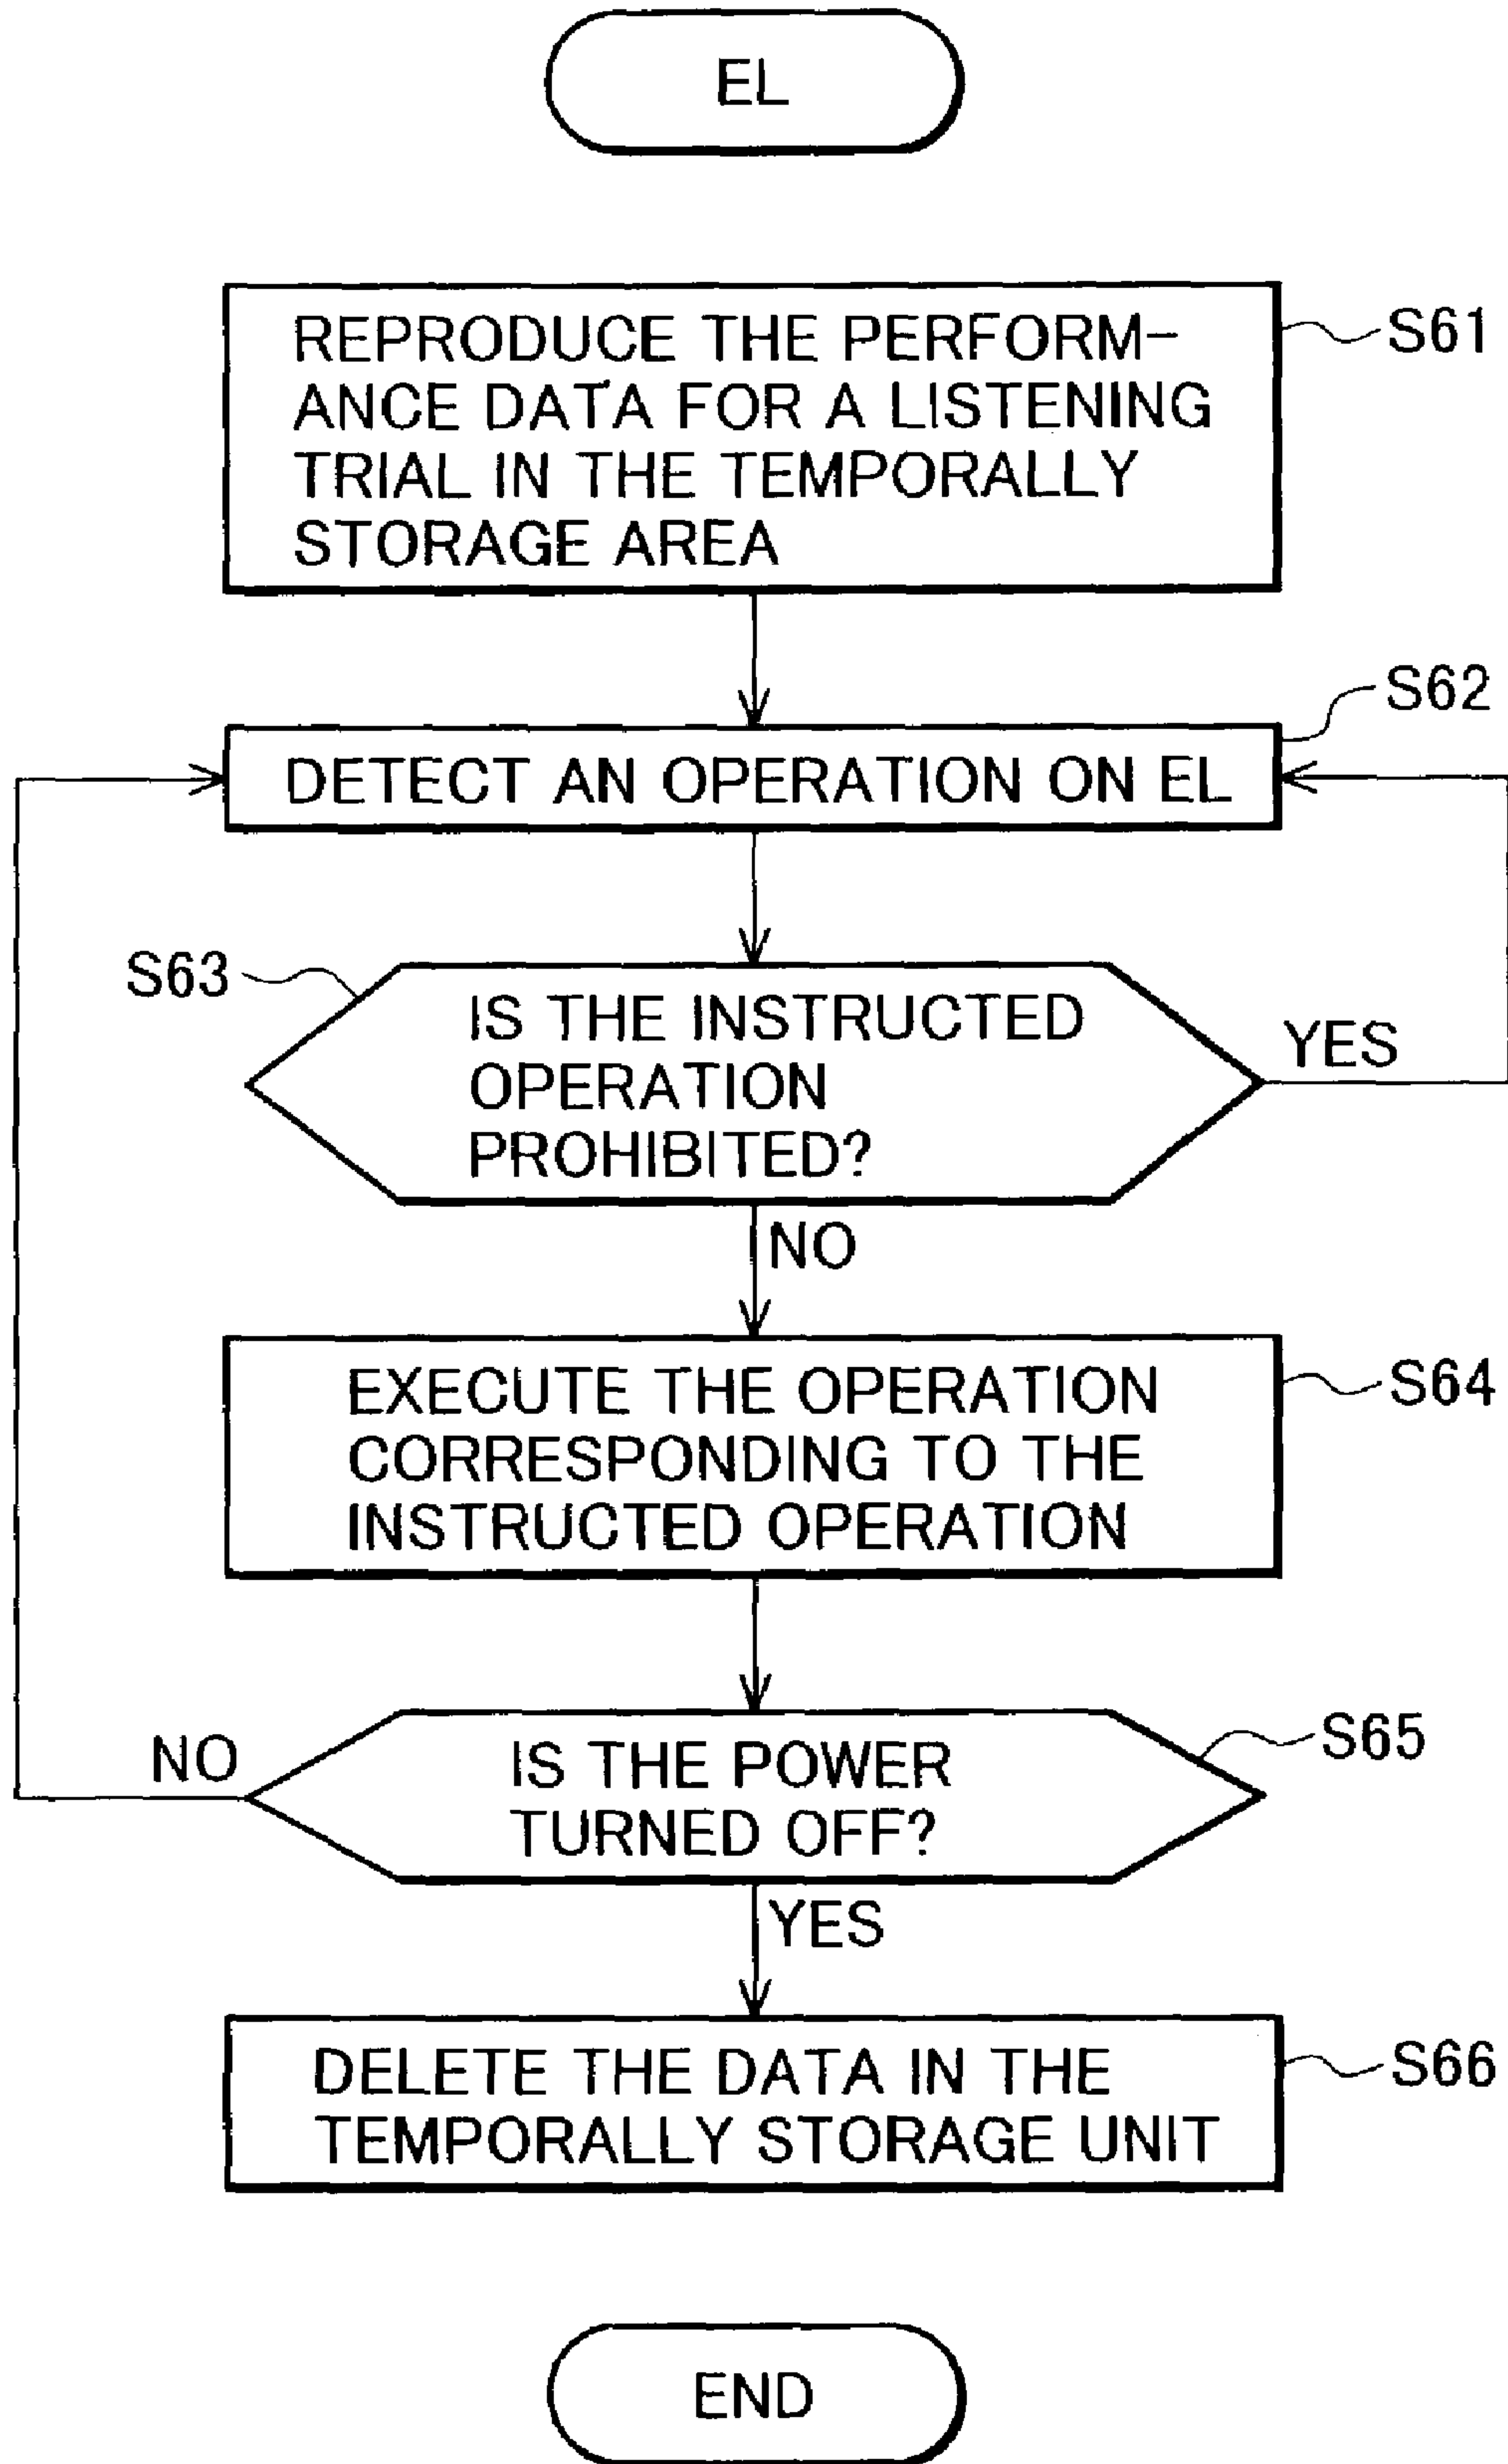 EL
REPRODUCE THE PERFORM-
ANCE DATA FOR A LISTENING
TRIAL IN THE TEMPORALLY
STORAGE AREA
S61
S62
DETECT AN OPERATION ON EL
S63
IS THE INSTRUCTED
OPERATION
PROHIBITED?
YES
NO
EXECUTE THE OPERATION
CORRESPONDING TO THE
INSTRUCTED OPERATION
S64
NO
IS THE POWER
TURNED OFF?
S65
YES
DELETE THE DATA IN THE
TEMPORALLY STORAGE UNIT
S66
END